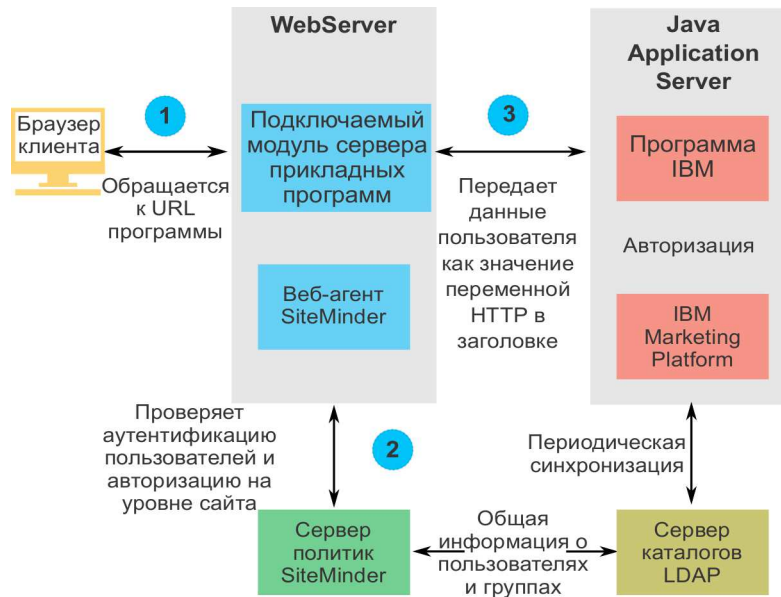 WebServer
Java
Application
Server
Браузер
клиента
1
Обращается
к URL
программы
Подключаемый
модуль сервера
прикладных
программ
Веб-агент
SiteMinder
3
Передает
данные
пользователя
как значение
переменной
HTTP в
заголовке
Программа
IBM
Авторизация
IBM
Marketing
Platform
Проверяет
аутентификацию
пользователей и
авторизацию на
уровне сайта
2
Периодическая
синхронизация
Сервер
политик
SiteMinder
Общая
информация о
пользователях
и группах
Сервер
каталогов
LDAP